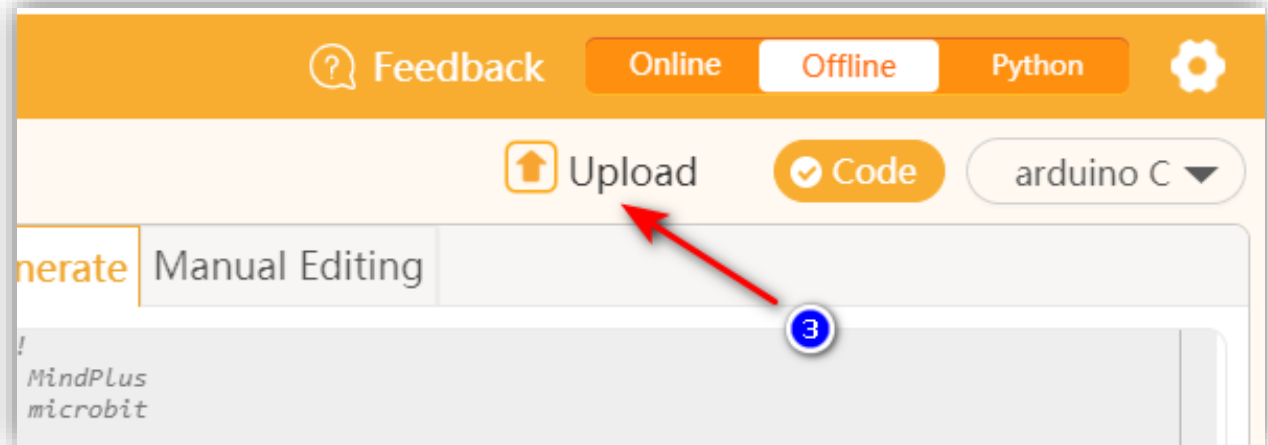 Feedback Online Offline Python
Upload Code arduino C
nerate Manual Editing
3
!
MindPlus
microbit